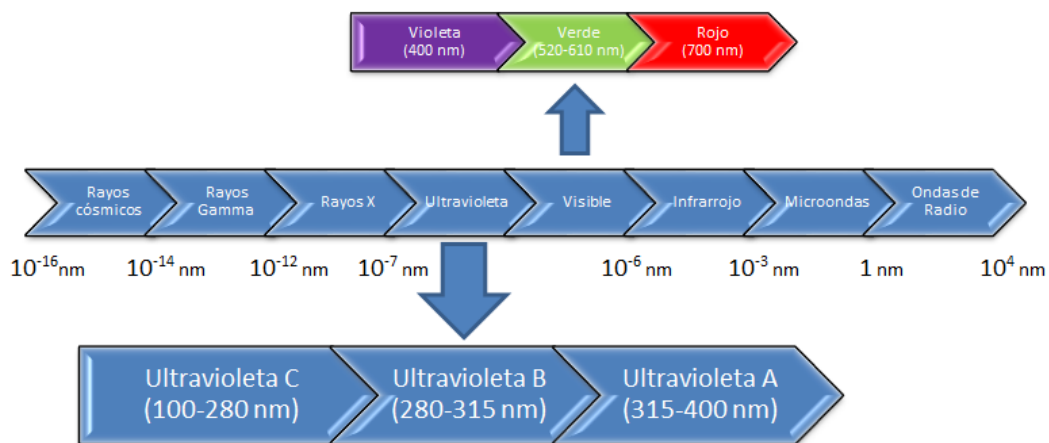 Violeta
(400 nm)
Verde
(520-610 nm)
Rojo
(700 nm)
Rayos
cósmicos
Rayos
Gamma
Rayos X
Ultravioleta
Visible
Infrarrojo
Microondas
Ondas de
Radio
10⁻¹⁶ nm
10⁻¹⁴ nm
10⁻¹² nm
10⁻⁷ nm
10⁻⁶ nm
10⁻³ nm
1 nm
10⁴ nm
Ultravioleta C
(100-280 nm)
Ultravioleta B
(280-315 nm)
Ultravioleta A
(315-400 nm)